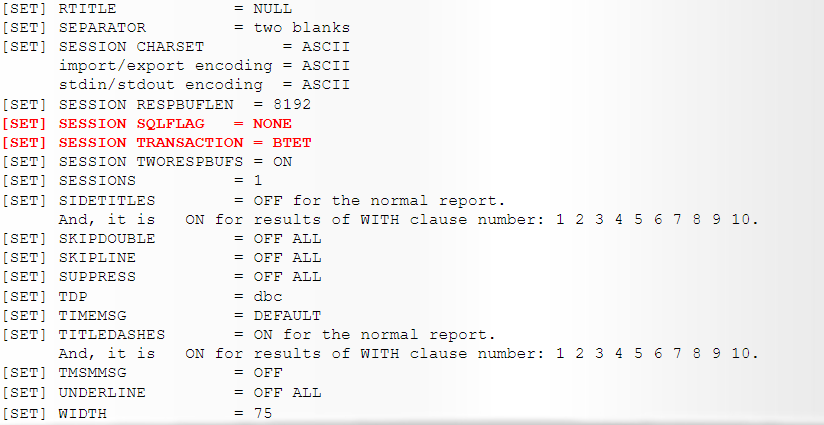 [SET] RTITLE            = NULL
[SET] SEPARATOR         = two blanks
[SET] SESSION CHARSET        = ASCII
      import/export encoding = ASCII
      stdin/stdout encoding  = ASCII
[SET] SESSION RESPBUFLEN  = 8192
[SET] SESSION SQLFLAG   = NONE
[SET] SESSION TRANSACTION = BTET
[SET] SESSION TWORESPBUFS = ON
[SET] SESSIONS          = 1
[SET] SIDETITLES        = OFF for the normal report.
      And, it is   ON for results of WITH clause number: 1 2 3 4 5 6 7 8 9 10.
[SET] SKIPDOUBLE        = OFF ALL
[SET] SKIPLINE          = OFF ALL
[SET] SUPPRESS          = OFF ALL
[SET] TDP               = dbc
[SET] TIMEMSG           = DEFAULT
[SET] TITLEDASHES       = ON for the normal report.
      And, it is   ON for results of WITH clause number: 1 2 3 4 5 6 7 8 9 10.
[SET] TMSMMSG           = OFF
[SET] UNDERLINE         = OFF ALL
[SET] WIDTH             = 75